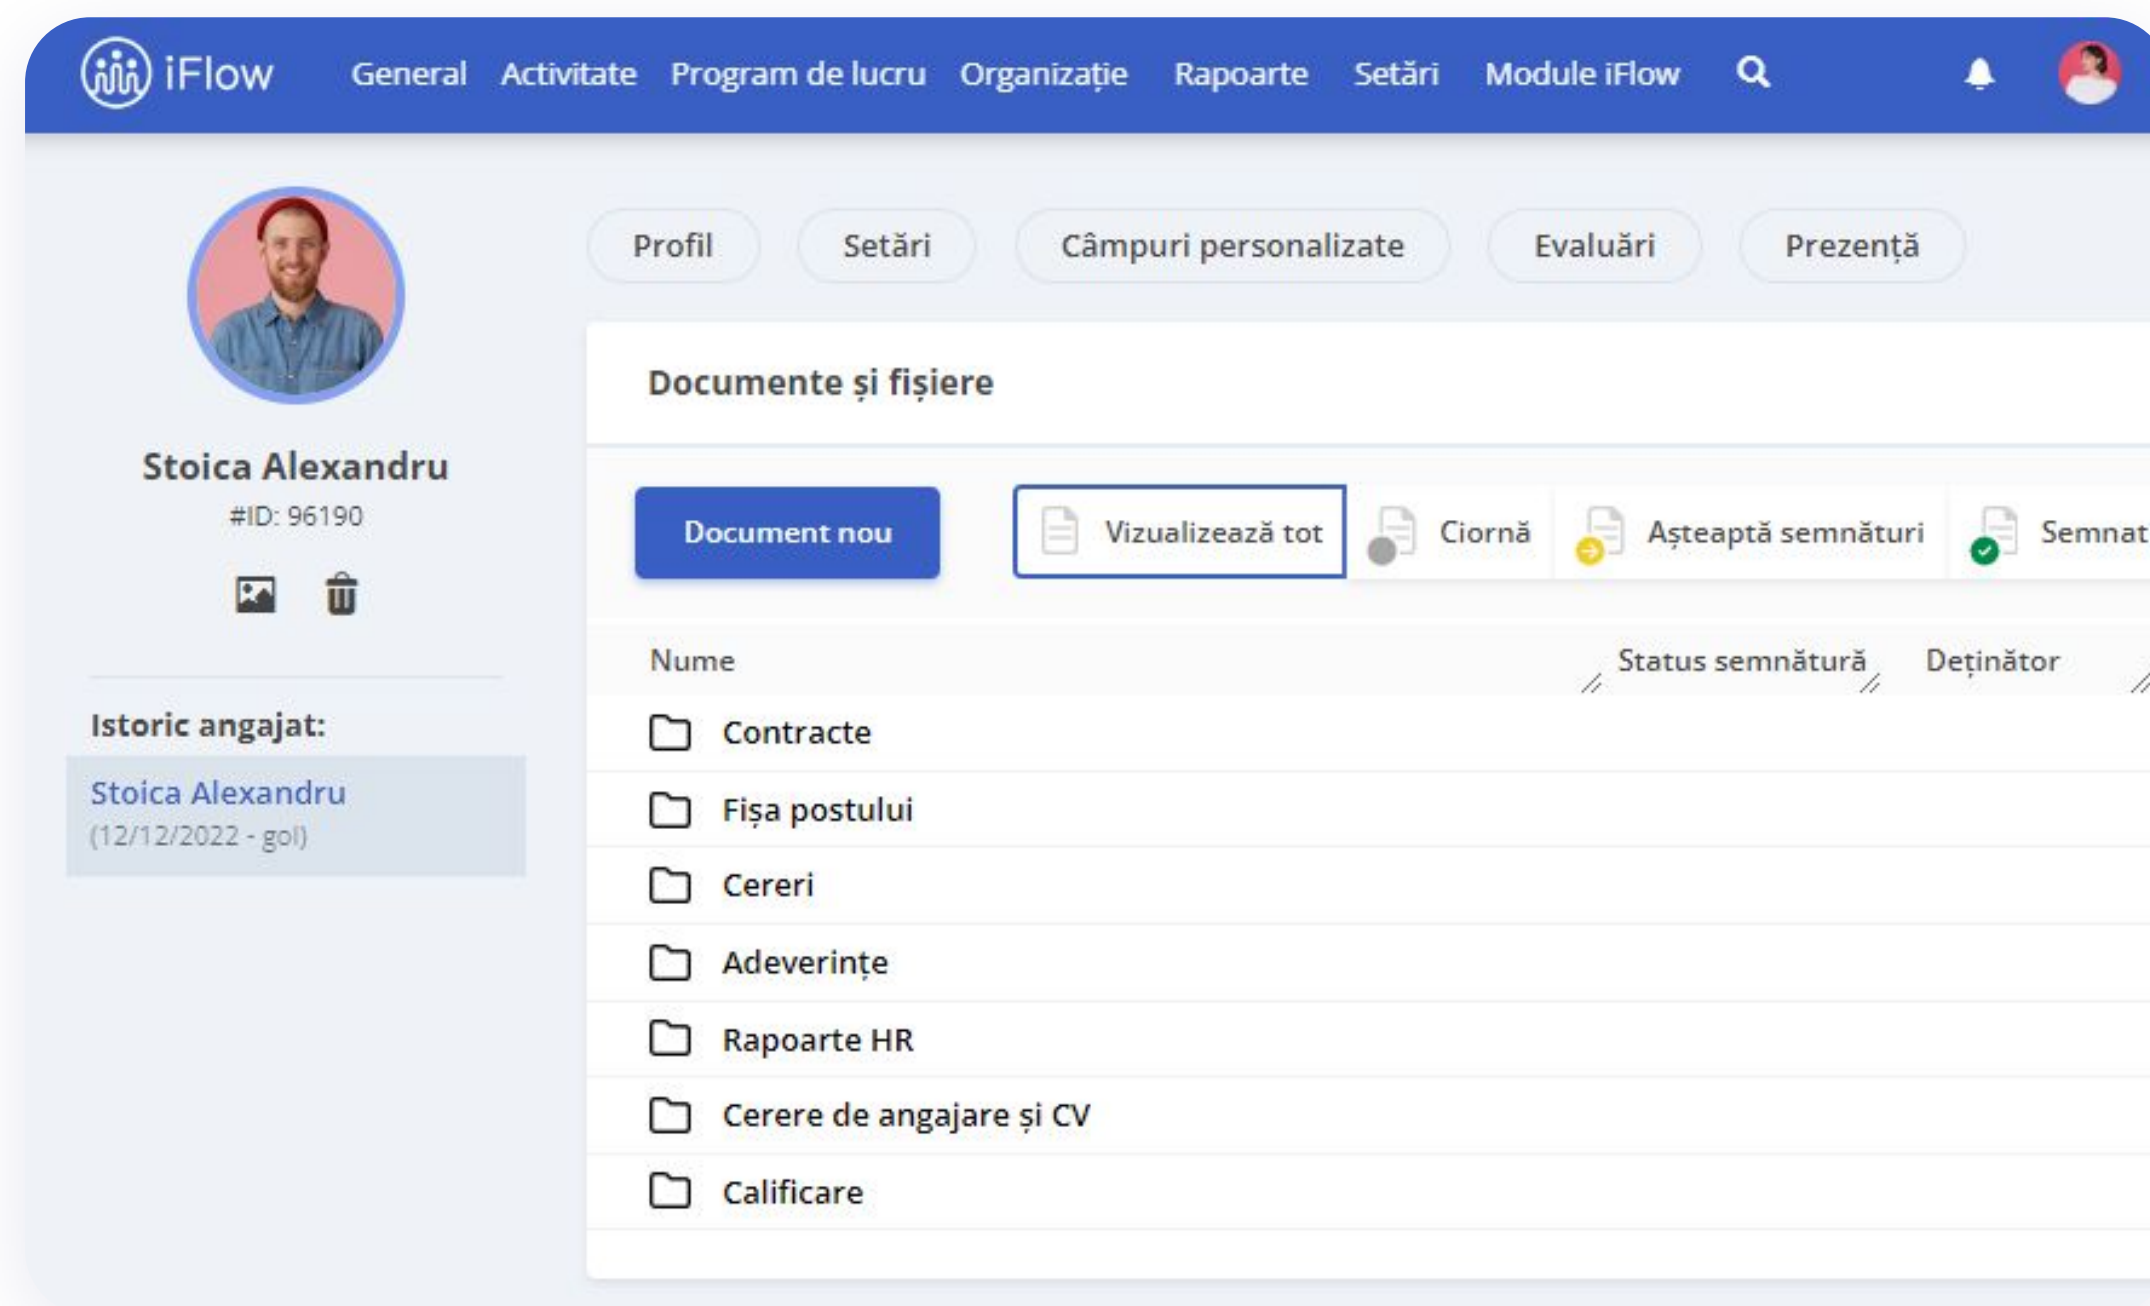 iFlow General Activitate Program de lucru Organizație Rapoarte Setări Module iFlow
Profil Setări Câmpuri personalizate Evaluări Prezență
Stoica Alexandru
#ID: 96190
Istoric angajat:
Stoica Alexandru
(12/12/2022 - gol)
Documente și fișiere
Document nou Vizualizează tot Ciornă Așteaptă semnături Semnat
Nume Status semnătură Deținător
Contracte
Fișa postului
Cereri
Adeverințe
Rapoarte HR
Cerere de angajare și CV
Calificare